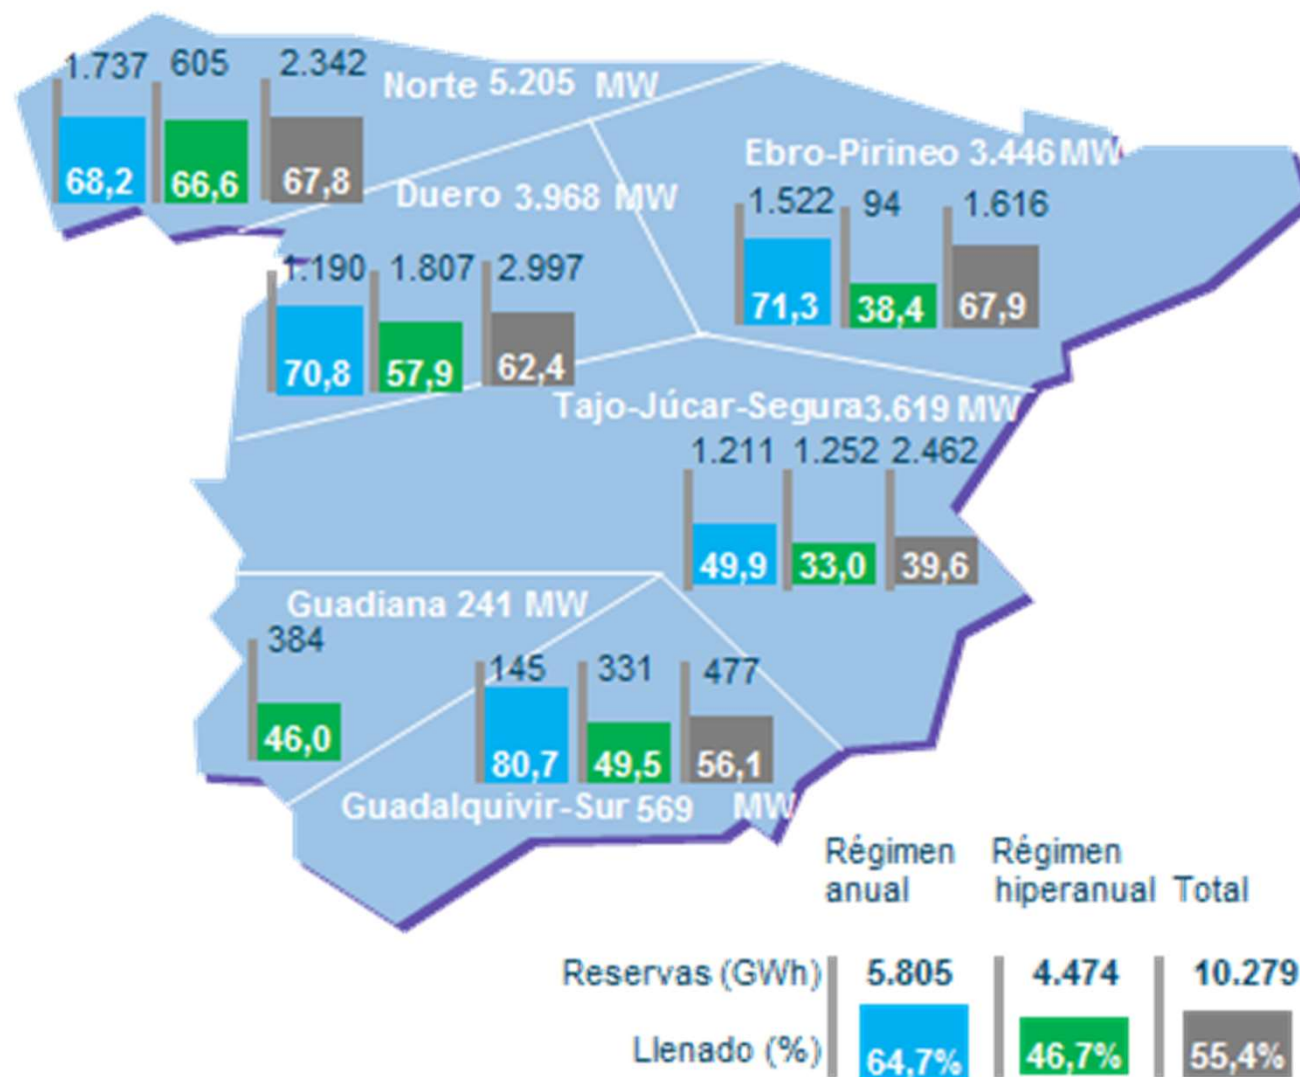 1.737 605 2.342
Norte 5.205 MW
68,2 66,6 67,8
Ebro-Pirineo 3.446 MW
Duero 3.968 MW
1.522 94 1.616
71,3 38,4 67,9
1.190 1.807 2.997
70,8 57,9 62,4
Tajo-Júcar-Segura 3.619 MW
1.211 1.252 2.462
49,9 33,0 39,6
Guadiana 241 MW
384
46,0
145 331 477
80,7 49,5 56,1
Guadalquivir-Sur 569 MW
Régimen Régimen
anual hiperanual Total
Reservas (GWh) 5.805 4.474 10.279
Llenado (%) 64,7% 46,7% 55,4%